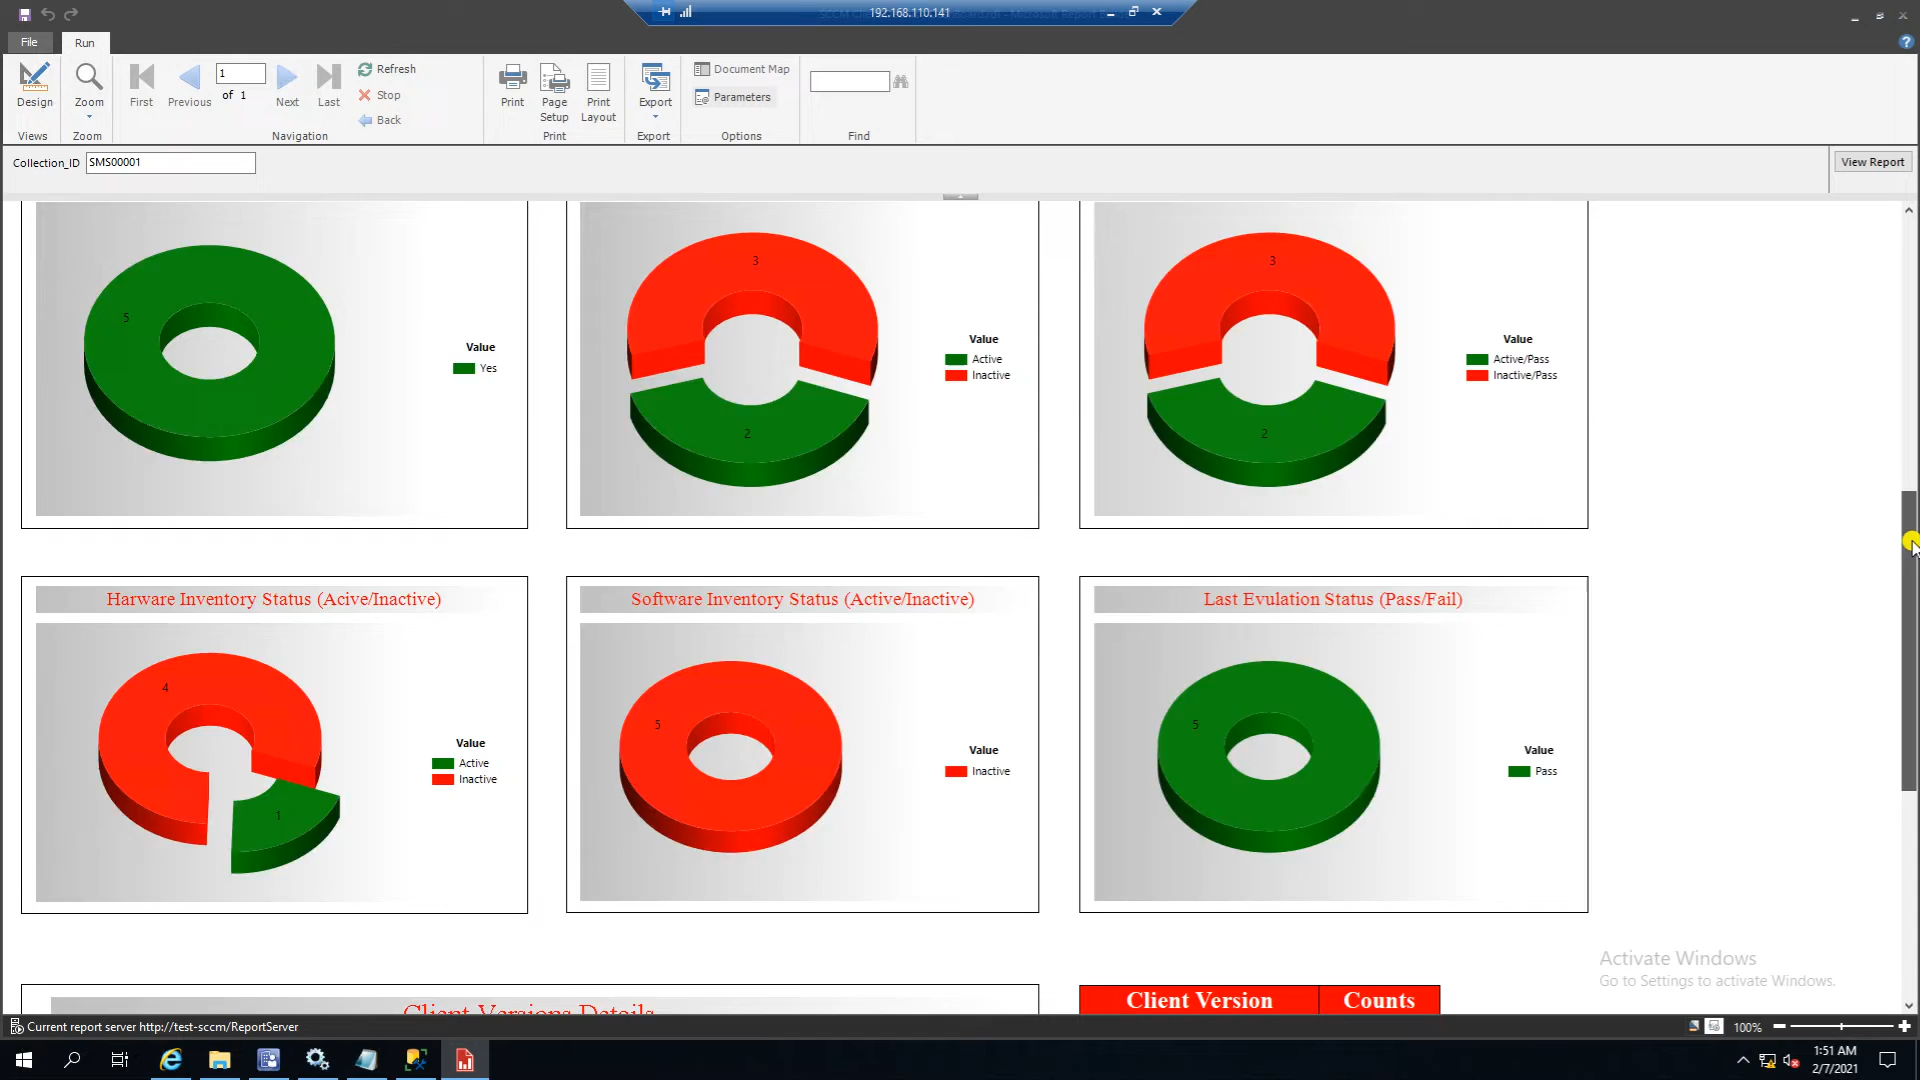 192.168.110.141
File
Run
Design
Zoom
First
Previous
1
of 1
Next
Last
Refresh
Stop
Back
Print
Page
Setup
Print
Layout
Export
Document Map
Parameters
Views
Zoom
Navigation
Print
Export
Options
Find
Collection_ID
SMS00001
View Report
5
Value
Yes
3
2
Value
Active
Inactive
3
2
Value
Active/Pass
Inactive/Pass
Harware Inventory Status (Acive/Inactive)
4
1
Value
Active
Inactive
Software Inventory Status (Active/Inactive)
5
Value
Inactive
Last Evulation Status (Pass/Fail)
5
Value
Pass
Activate Windows
Go to Settings to activate Windows.
Client Versions Details
Client Version
Counts
Current report server http://test-sccm/ReportServer
100%
1:51 AM
2/7/2021